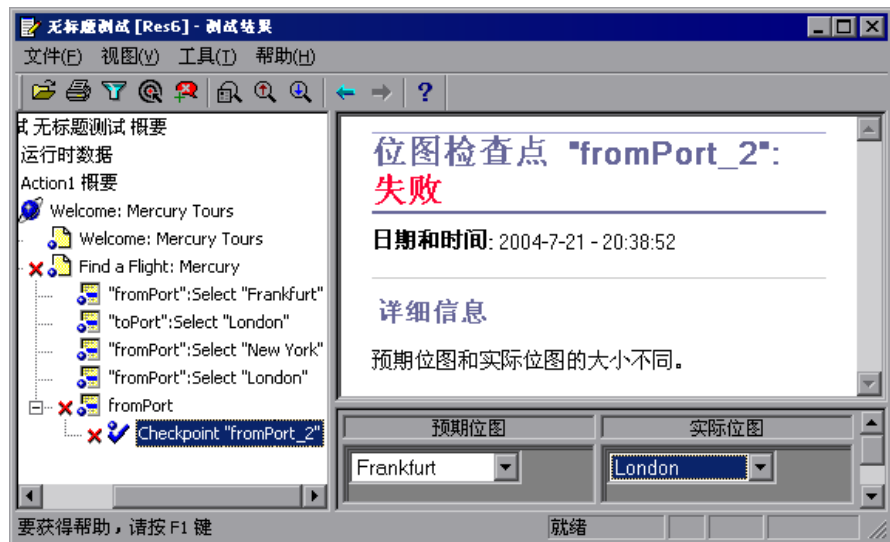 无标题测试 [Res6] - 测试结果
文件(F) 视图(V) 工具(T) 帮助(H)
试 无标题测试 概要
运行时数据
Action1 概要
Welcome: Mercury Tours
Welcome: Mercury Tours
Find a Flight: Mercury
"fromPort":Select "Frankfurt"
"toPort":Select "London"
"fromPort":Select "New York"
"fromPort":Select "London"
fromPort
Checkpoint "fromPort_2"
位图检查点 "fromPort_2":
失败
日期和时间: 2004-7-21 - 20:38:52
详细信息
预期位图和实际位图的大小不同。
预期位图 实际位图
Frankfurt London
要获得帮助，请按 F1 键 就绪